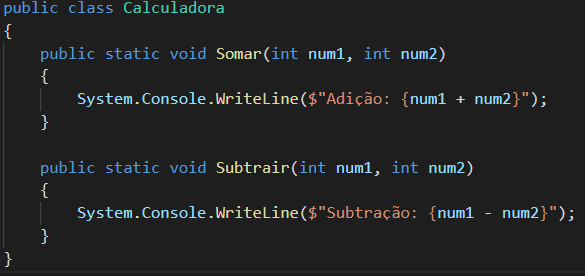 public class Calculadora
{
    public static void Somar(int num1, int num2)
    {
        System.Console.WriteLine($"Adição: {num1 + num2}");
    }

    public static void Subtrair(int num1, int num2)
    {
        System.Console.WriteLine($"Subtração: {num1 - num2}");
    }
}